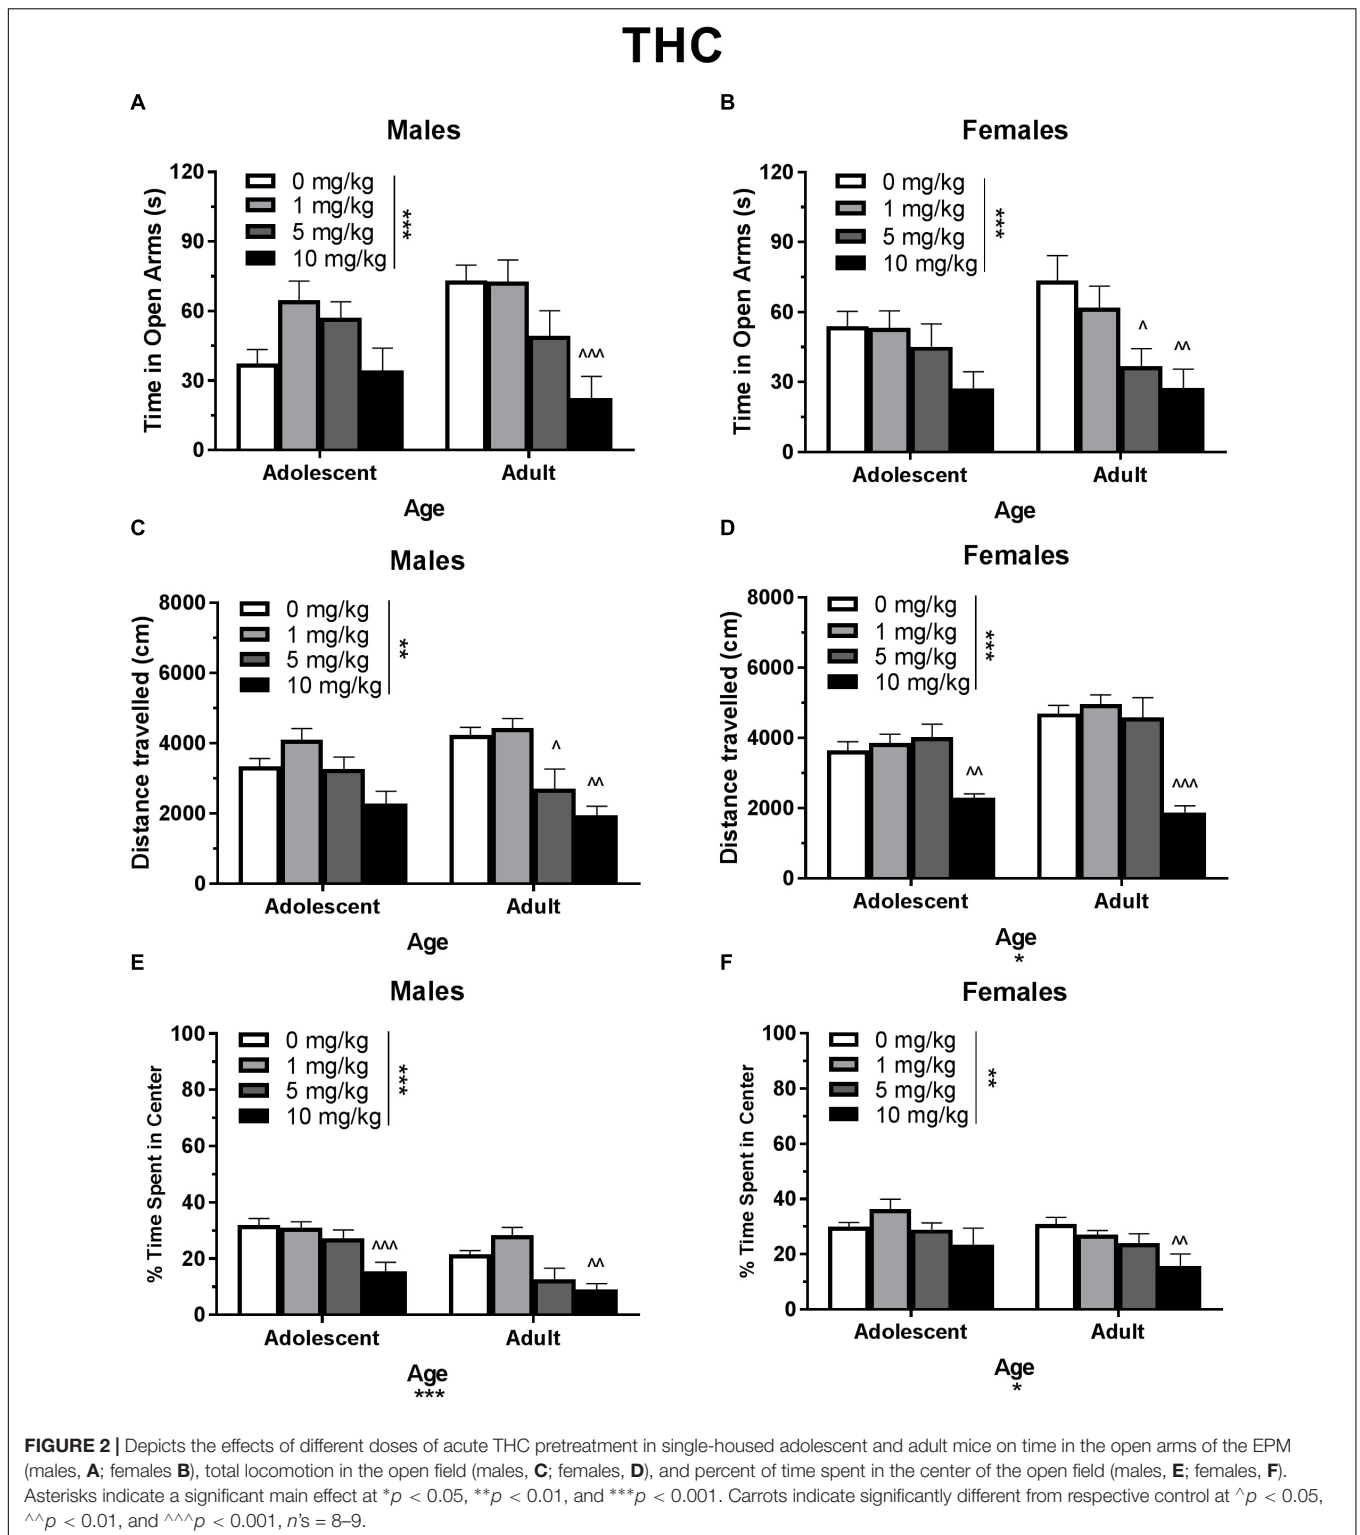 THC
A
Males
Time in Open Arms (s)
120
90
60
30
0
0 mg/kg
1 mg/kg
5 mg/kg
10 mg/kg
***
^^^
Adolescent
Adult
Age
B
Females
Time in Open Arms (s)
120
90
60
30
0
0 mg/kg
1 mg/kg
5 mg/kg
10 mg/kg
***
^
^^
Adolescent
Adult
Age
C
Males
Distance travelled (cm)
8000
6000
4000
2000
0
0 mg/kg
1 mg/kg
5 mg/kg
10 mg/kg
**
^
^^
Adolescent
Adult
Age
D
Females
Distance travelled (cm)
8000
6000
4000
2000
0
0 mg/kg
1 mg/kg
5 mg/kg
10 mg/kg
***
^^
^^^
Adolescent
Adult
Age
*
E
Males
% Time Spent in Center
100
80
60
40
20
0
0 mg/kg
1 mg/kg
5 mg/kg
10 mg/kg
***
^^^
^^
Adolescent
Adult
Age
***
F
Females
% Time Spent in Center
100
80
60
40
20
0
0 mg/kg
1 mg/kg
5 mg/kg
10 mg/kg
**
^^
Adolescent
Adult
Age
*
FIGURE 2 | Depicts the effects of different doses of acute THC pretreatment in single-housed adolescent and adult mice on time in the open arms of the EPM
(males, A; females B), total locomotion in the open field (males, C; females, D), and percent of time spent in the center of the open field (males, E; females, F).
Asterisks indicate a significant main effect at *p < 0.05, **p < 0.01, and ***p < 0.001. Carrots indicate significantly different from respective control at ^p < 0.05,
^^p < 0.01, and ^^^p < 0.001, n's = 8–9.